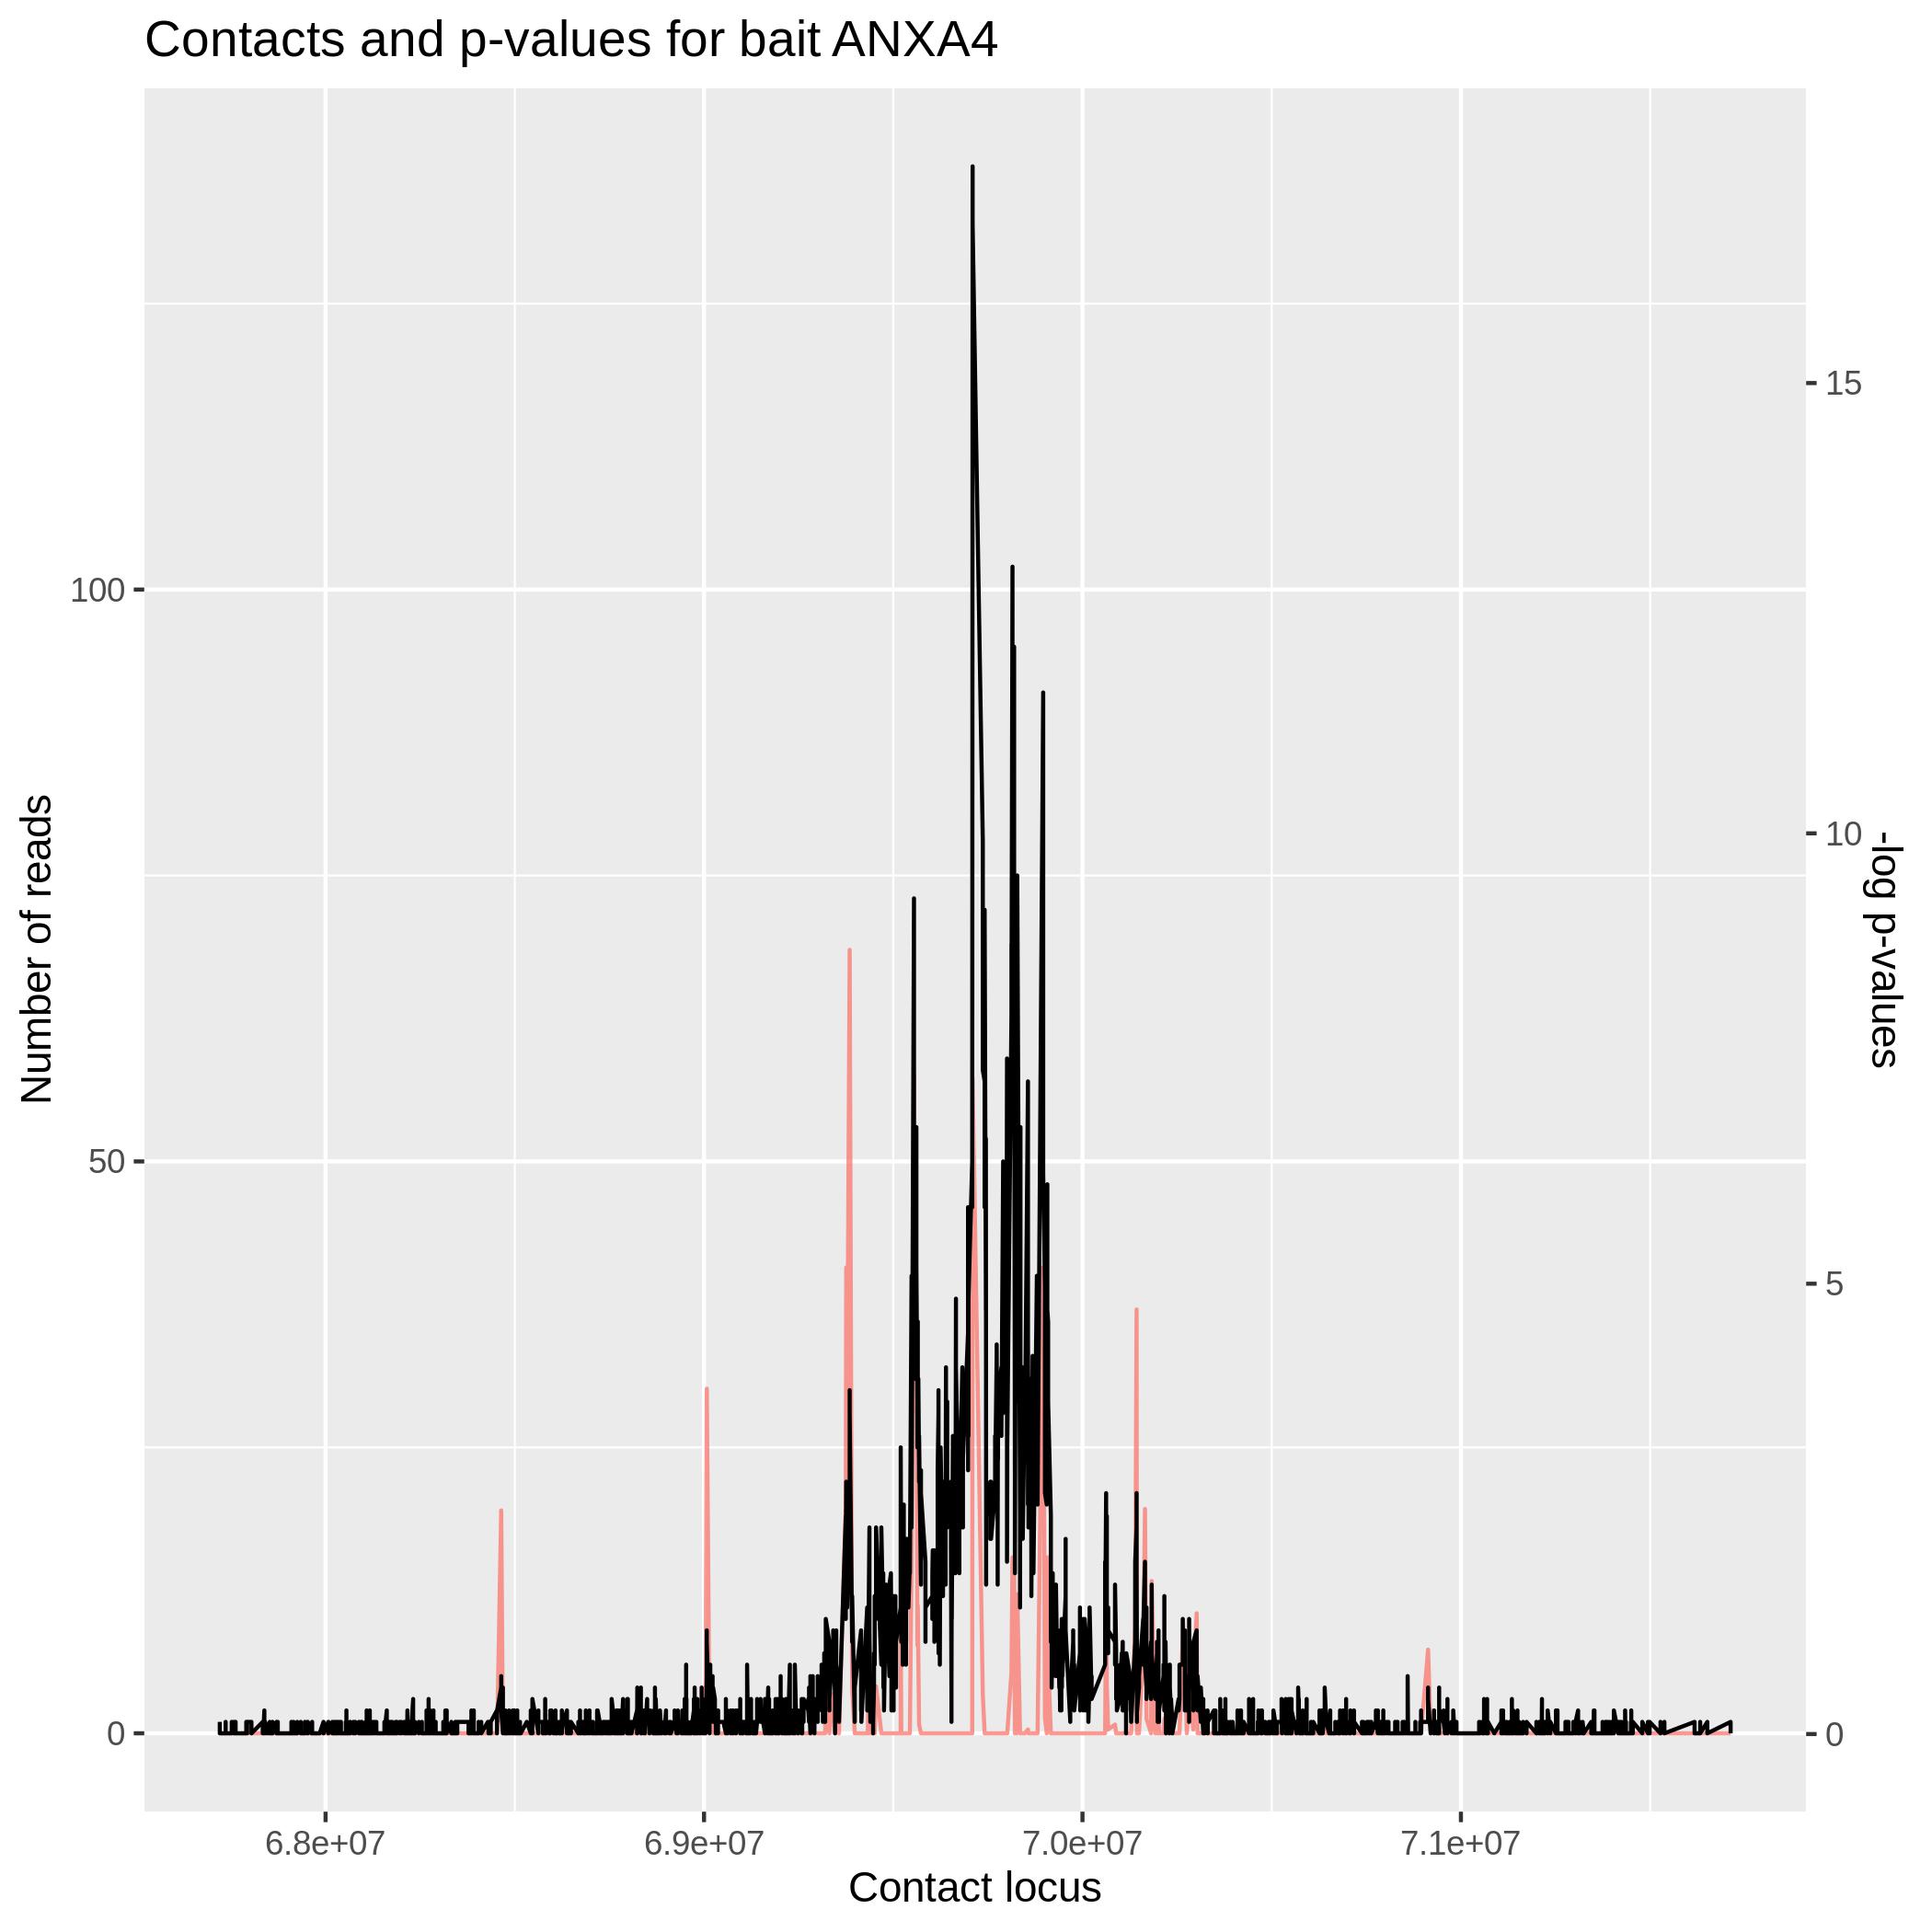 Contacts and p-values for bait ANXA4
Number of reads
100
50
0
15
10
5
0
-log p-values
6.8e+07
6.9e+07
7.0e+07
7.1e+07
Contact locus